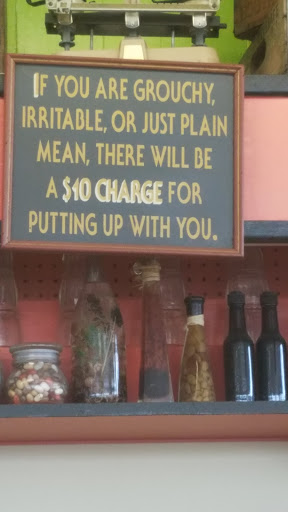 IF YOU ARE GROUCHY,
IRRITABLE, OR JUST PLAIN
MEAN, THERE WILL BE
A $10 CHARGE FOR
PUTTING UP WITH YOU.